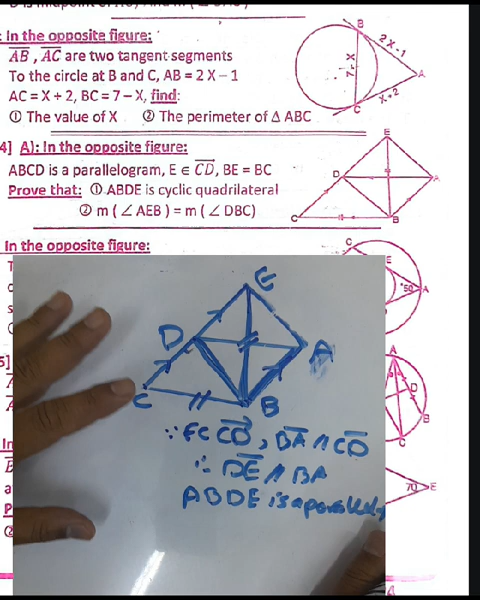 In the opposite figure:
AB , AC are two tangent segments
To the circle at B and C, AB = 2 X – 1
AC = X + 2, BC = 7 – X, find:
① The value of X ② The perimeter of Δ ABC
B
2X-1
7-X
A
X+2
C
4] A): In the opposite figure:
ABCD is a parallelogram, E ∈ CD, BE = BC
Prove that: ① ABDE is cyclic quadrilateral
② m ( ∠ AEB ) = m ( ∠ DBC )
E
D
A
C
B
In the opposite figure:
C
E
50
A
5]
A
D
B
C
70
E
E
D
A
C
B
∵ E∈ CD , BA // CD
∴ DE // BA
ABDE is a